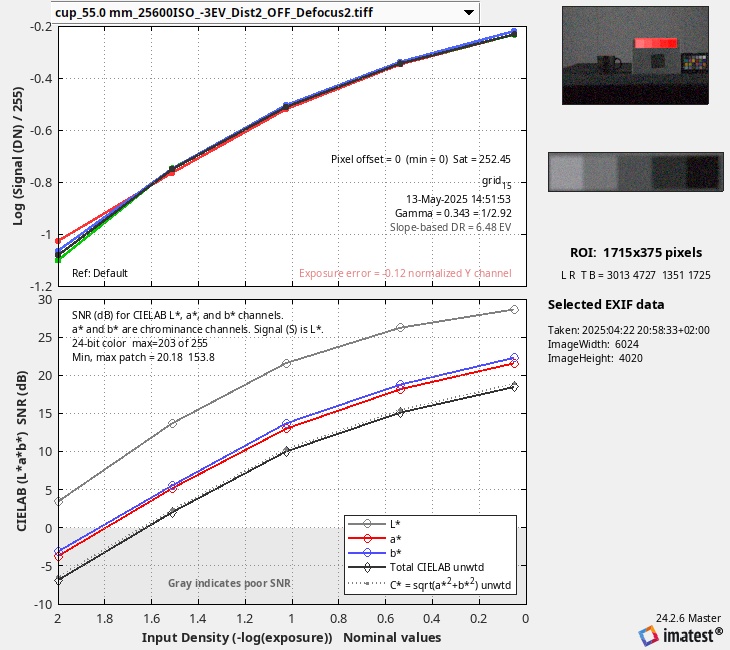 cup_55.0 mm_25600ISO_-3EV_Dist2_OFF_Defocus2.tiff
-0.2
-0.4
-0.6
-0.8
-1
-1.2
Log (Signal (DN) / 255)
Pixel offset = 0 (min = 0) Sat = 252.45
grid_15
13-May-2025 14:51:53
Gamma = 0.343 = 1/2.92
Slope-based DR = 6.48 EV
Ref: Default
Exposure error = -0.12 normalized Y channel
ROI: 1715x375 pixels
L R T B = 3013 4727 1351 1725
Selected EXIF data
Taken: 2025:04:22 20:58:33+02:00
ImageWidth: 6024
ImageHeight: 4020
30
25
20
15
10
5
0
-5
-10
CIELAB (L*a*b*) SNR (dB)
SNR (dB) for CIELAB L*, a*, and b* channels.
a* and b* are chrominance channels. Signal (S) is L*.
24-bit color max=203 of 255
Min, max patch = 20.18 153.8
L*
a*
b*
Total CIELAB unwtd
C* = sqrt(a*2+b*2) unwtd
Gray indicates poor SNR
2 1.8 1.6 1.4 1.2 1 0.8 0.6 0.4 0.2 0
Input Density (-log(exposure)) Nominal values
24.2.6 Master
imatest®